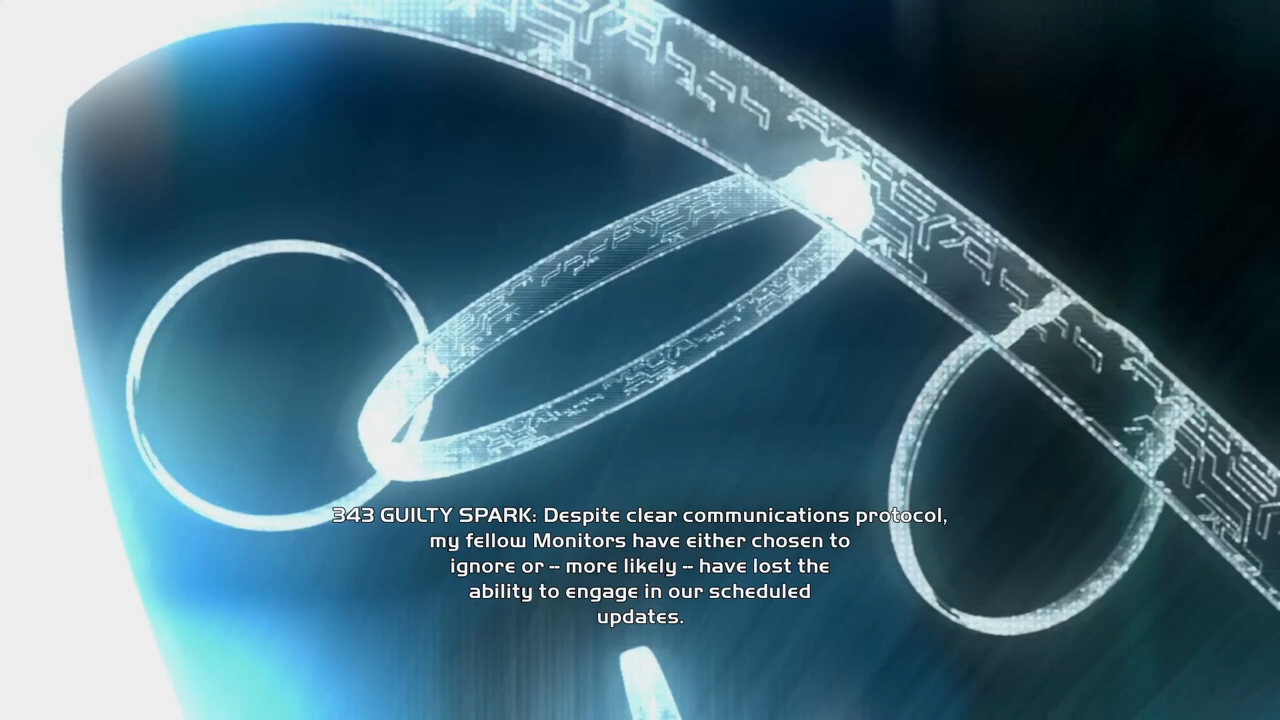 343 GUILTY SPARK: Despite clear communications protocol,
my fellow Monitors have either chosen to
ignore or -- more likely -- have lost the
ability to engage in our scheduled
updates.